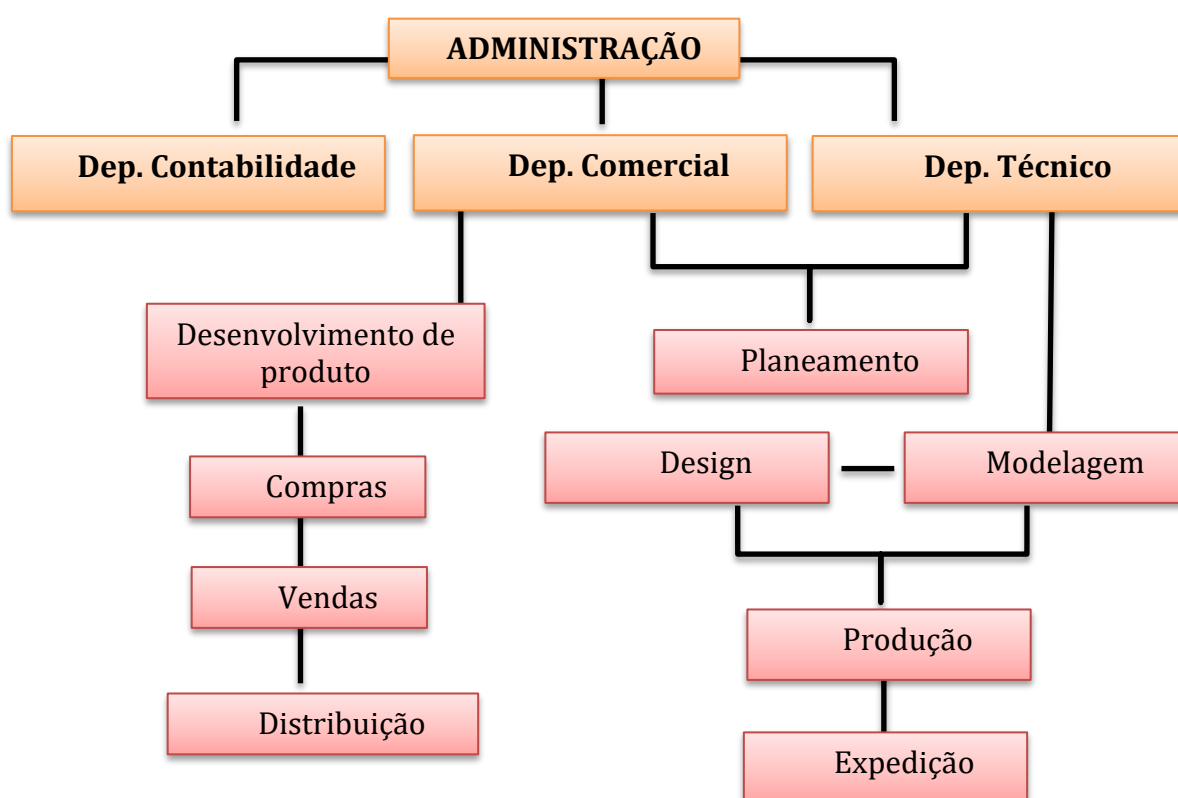 ADMINISTRAÇÃO
Dep. Contabilidade
Dep. Comercial
Dep. Técnico
Desenvolvimento de
produto
Planeamento
Design
Modelagem
Compras
Vendas
Produção
Distribuição
Expedição